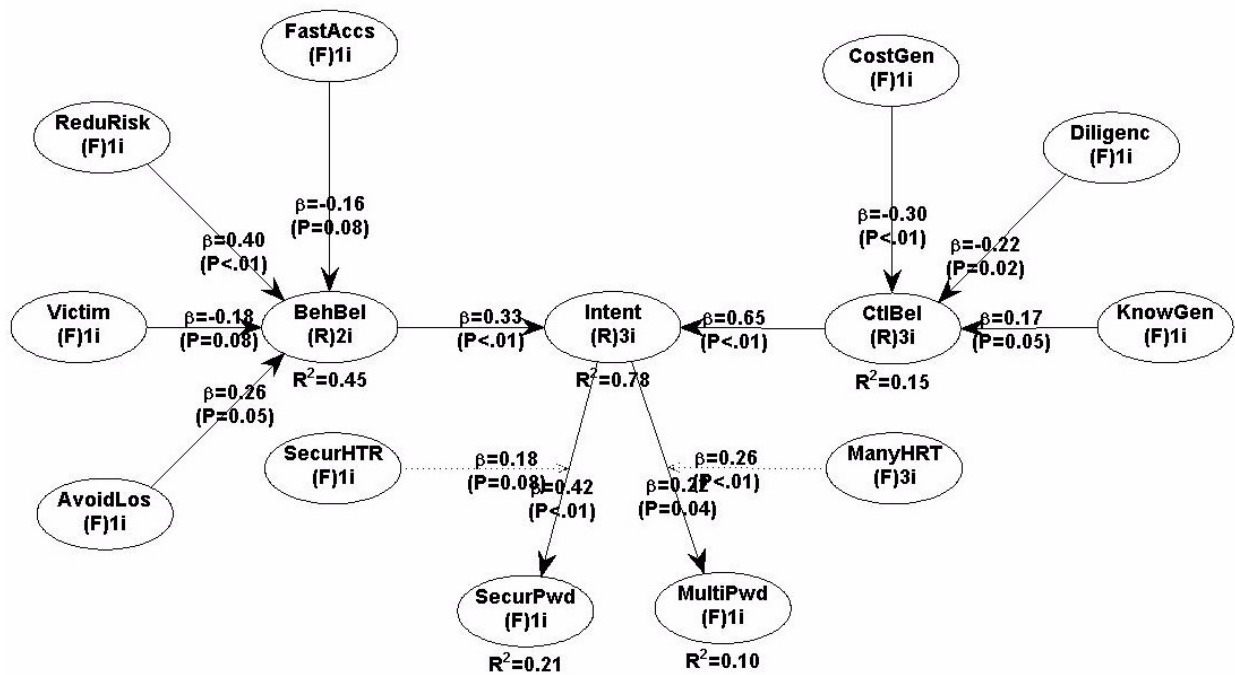 FastAccs
(F)1i
CostGen
(F)1i
ReduRisk
(F)1i
Diligenc
(F)1i
β=-0.16
(P=0.08)
β=-0.30
(P<.01)
β=0.40
(P<.01)
β=-0.22
(P=0.02)
Victim
(F)1i
β=-0.18
(P=0.08)
BehBel
(R)2i
R²=0.45
β=0.33
(P<.01)
Intent
(R)3i
R²=0.78
β=0.65
(P<.01)
CtlBel
(R)3i
R²=0.15
β=0.17
(P=0.05)
KnowGen
(F)1i
β=0.26
(P=0.05)
SecurHTR
(F)1i
β=0.18
(P=0.08)
β=0.26
(P<.01)
ManyHRT
(F)3i
β=0.42
(P<.01)
β=0.22
(P=0.04)
AvoidLos
(F)1i
SecurPwd
(F)1i
R²=0.21
MultiPwd
(F)1i
R²=0.10